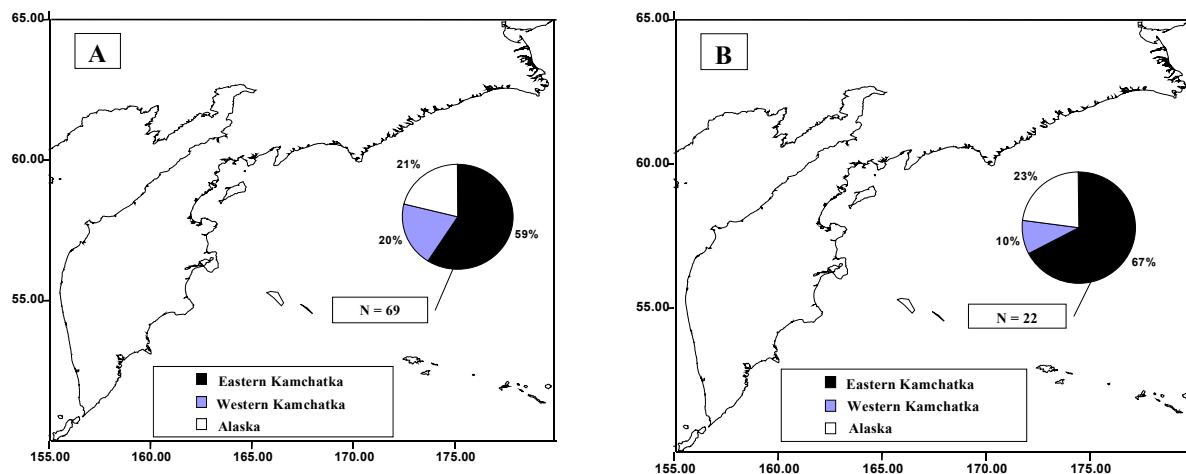 65.00
A
60.00
21%
20%
59%
55.00
N = 69
Eastern Kamchatka
Western Kamchatka
Alaska
155.00 160.00 165.00 170.00 175.00
65.00
B
60.00
23%
10%
67%
55.00
N = 22
Eastern Kamchatka
Western Kamchatka
Alaska
155.00 160.00 165.00 170.00 175.00